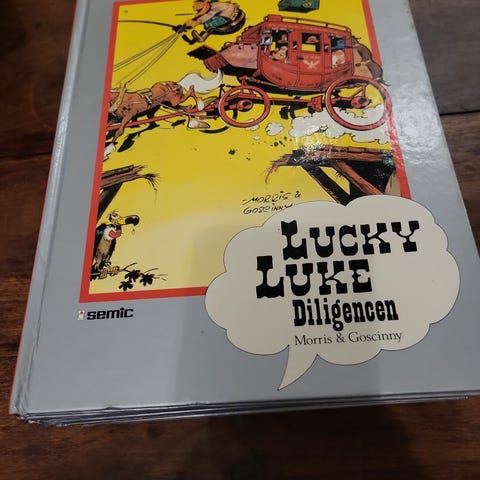 MORRIS &
GOSCINNY
LUCKY
LUKE
Diligencen
Morris & Goscinny
semic